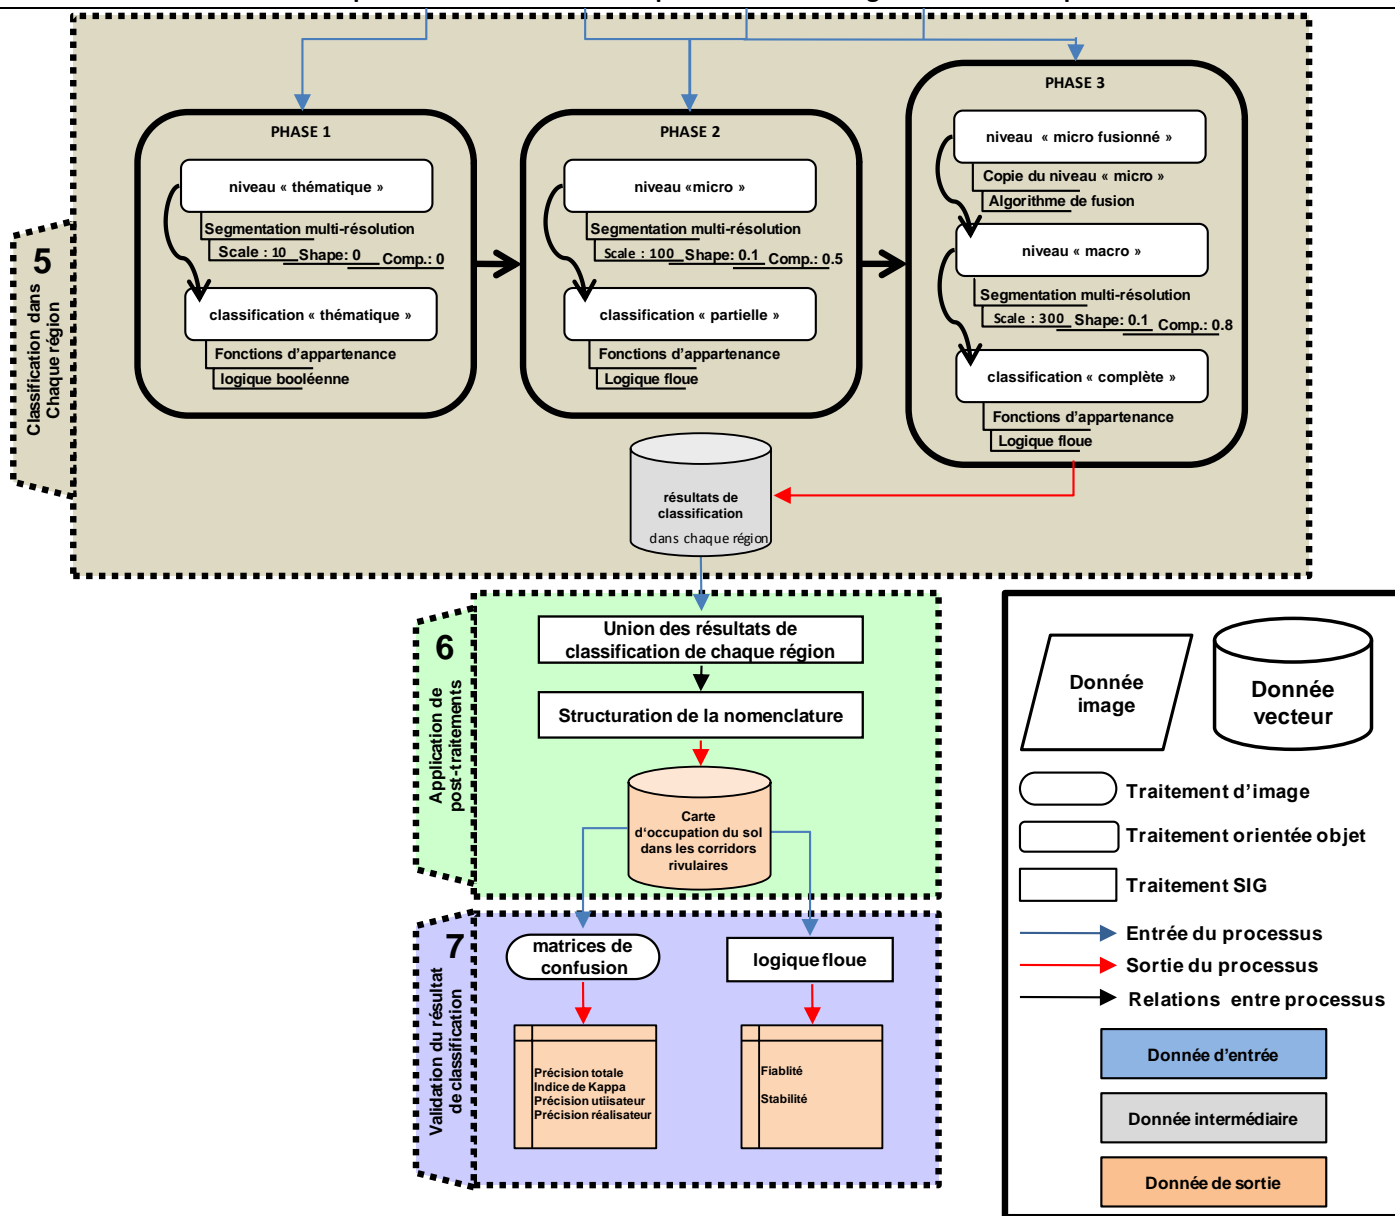 PHASE 1
niveau « thématique »
Segmentation multi-résolution
Scale : 10 Shape: 0 Comp.: 0
classification « thématique »
Fonctions d’appartenance
logique booléenne
PHASE 2
niveau «micro »
Segmentation multi-résolution
Scale : 100 Shape: 0.1 Comp.: 0.5
classification « partielle »
Fonctions d’appartenance
Logique floue
PHASE 3
niveau « micro fusionné »
Copie du niveau « micro »
Algorithme de fusion
niveau « macro »
Segmentation multi-résolution
Scale : 300 Shape: 0.1 Comp.: 0.8
classification « complète »
Fonctions d’appartenance
Logique floue
5
Classification dans
Chaque région
résultats de
classification
dans chaque région
6
Application de
post-traitements
Union des résultats de
classification de chaque région
Structuration de la nomenclature
Carte
d‘occupation du sol
dans les corridors
rivulaires
7
Validation du résultat
de classification
matrices de
confusion
logique floue
Précision totale
Indice de Kappa
Précision utiisateur
Précision réalisateur
Fiablité
Stabilité
Donnée
image
Donnée
vecteur
Traitement d’image
Traitement orientée objet
Traitement SIG
Entrée du processus
Sortie du processus
Relations entre processus
Donnée d’entrée
Donnée intermédiaire
Donnée de sortie